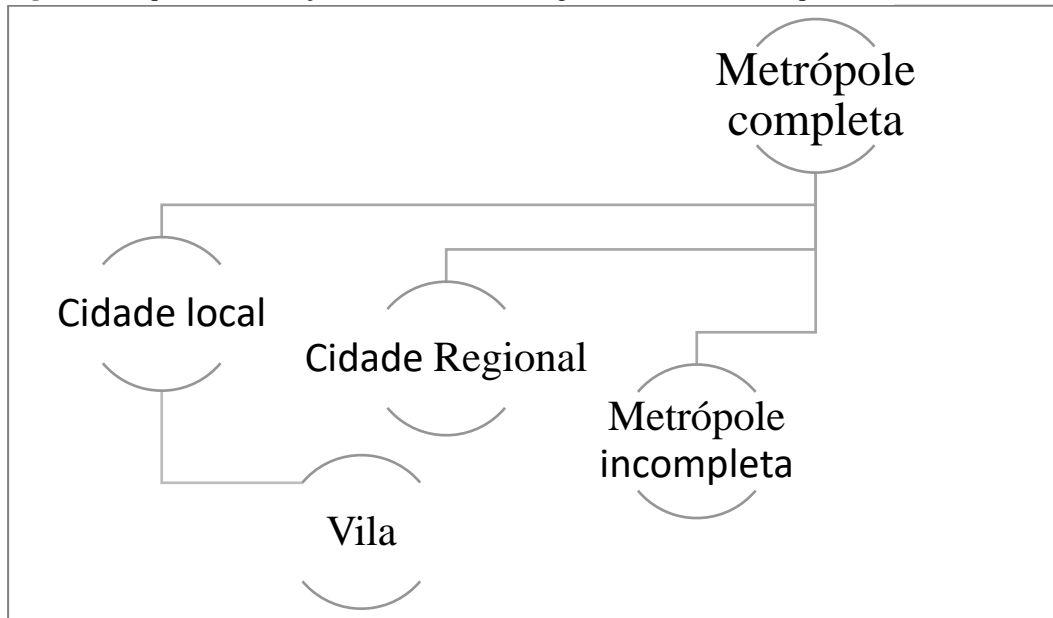 Metrópole
completa
Cidade local
Cidade Regional
Metrópole
incompleta
Vila